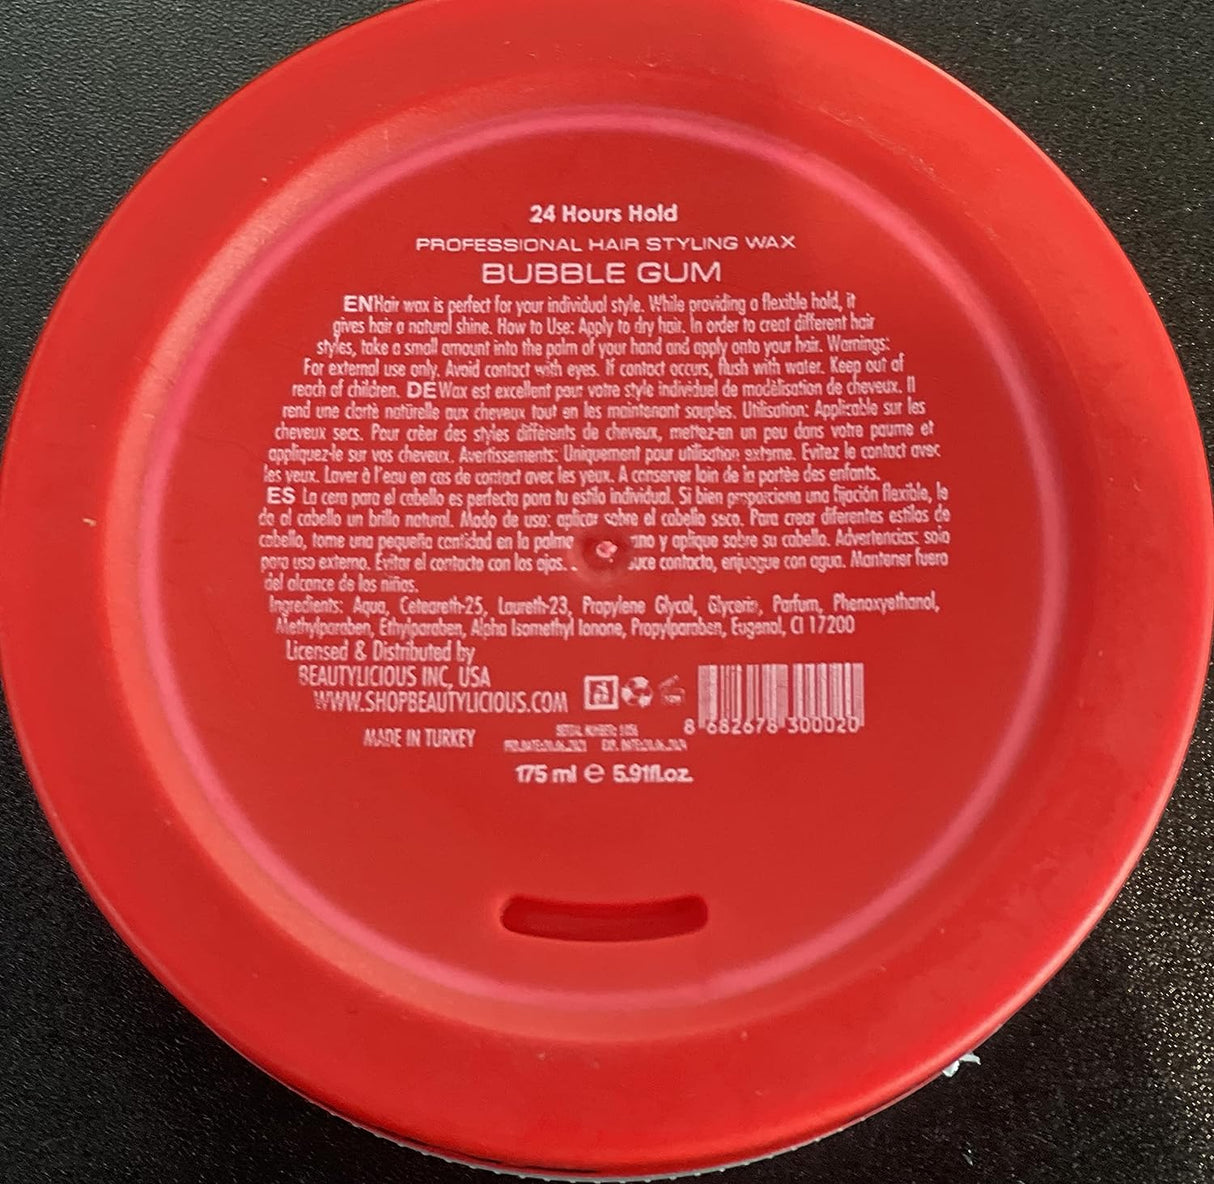 24 Hours Hold
PROFESSIONAL HAIR STYLING WAX
BUBBLE GUM
EN Hair wax is perfect for your individual style. While providing a flexible hold, it
gives hair a natural shine. How to Use: Apply to dry hair. In order to creat different hair
styles, take a small amount into the palm of your hand and apply onto your hair. Warnings:
For external use only. Avoid contact with eyes. If contact occurs, flush with water. Keep out of
reach of children. DE Wax est excellent pour votre style individuel de modèlisation de cheveux. Il
rend une clartè natùrelle aux cheveux tout en les maintenant souples. Utilisation: Applicable sur les
cheveux secs. Pour crèer des styles diffèrents de cheveux, mettez-en un peu dans votre paume et
appliquez-le sur vos cheveux. Avertissements: Uniquement pour utilisation externe. Evitez le contact avec
les yeux. Laver à l'eau en cas de contact avec les yeux. A conserver loin de la portèe des enfants.
ES La cera para el cabello es perfecta para tu estilo individual. Si bien proporciona una fijación flexible, le
da al cabello un brillo natural. Modo de uso: aplicar sobre el cabello seco. Para crear diferentes estilos de
cabello, tome una pequeña cantidad en la palma y aplique sobre su cabello. Advertencias: solo
para uso externo. Evitar el contacto con los ojos. contacto, enjuague con agua. Mantener fuera
del alcance de los niños.
Ingredients: Aqua, Ceteareth-25, Laureth-23, Propylene Glycol, Glycerin, Parfum, Phenoxyethanol,
Methylparaben, Ethylparaben, Alpha Isomethyl Ionone, Propylparaben, Eugenol, CI 17200
Licensed & Distributed by
BEAUTYLICIOUS INC, USA
WWW.SHOPBEAUTYLICIOUS.COM
8 682678 300020
MADE IN TURKEY
175 ml e 5.91fl.oz.